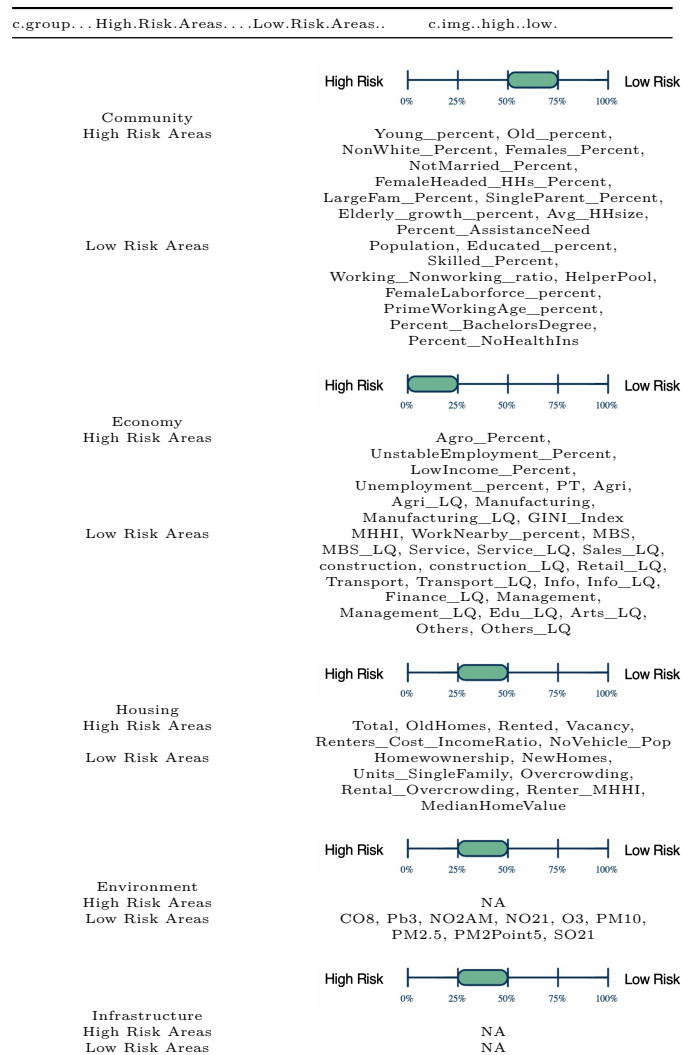 c.group...High.Risk.Areas....Low.Risk.Areas.. c.img..high..low.
High Risk Low Risk
0% 25% 50% 75% 100%
Community
High Risk Areas Young_percent, Old_percent,
NonWhite_Percent, Females_Percent,
NotMarried_Percent,
FemaleHeaded_HHs_Percent,
LargeFam_Percent, SingleParent_Percent,
Elderly_growth_percent, Avg_HHsize,
Percent_AssistanceNeed
Low Risk Areas Population, Educated_percent,
Skilled_Percent,
Working_Nonworking_ratio, HelperPool,
FemaleLaborforce_percent,
PrimeWorkingAge_percent,
Percent_BachelorsDegree,
Percent_NoHealthIns
High Risk Low Risk
0% 25% 50% 75% 100%
Economy
High Risk Areas Agro_Percent,
UnstableEmployment_Percent,
LowIncome_Percent,
Unemployment_percent, PT, Agri,
Agri_LQ, Manufacturing,
Manufacturing_LQ, GINI_Index
Low Risk Areas MHHI, WorkNearby_percent, MBS,
MBS_LQ, Service, Service_LQ, Sales_LQ,
construction, construction_LQ, Retail_LQ,
Transport, Transport_LQ, Info, Info_LQ,
Finance_LQ, Management,
Management_LQ, Edu_LQ, Arts_LQ,
Others, Others_LQ
High Risk Low Risk
0% 25% 50% 75% 100%
Housing
High Risk Areas Total, OldHomes, Rented, Vacancy,
Renters_Cost_IncomeRatio, NoVehicle_Pop
Low Risk Areas Homewownership, NewHomes,
Units_SingleFamily, Overcrowding,
Rental_Overcrowding, Renter_MHHI,
MedianHomeValue
High Risk Low Risk
0% 25% 50% 75% 100%
Environment
High Risk Areas NA
Low Risk Areas CO8, Pb3, NO2AM, NO21, O3, PM10,
PM2.5, PM2Point5, SO21
High Risk Low Risk
0% 25% 50% 75% 100%
Infrastructure
High Risk Areas NA
Low Risk Areas NA